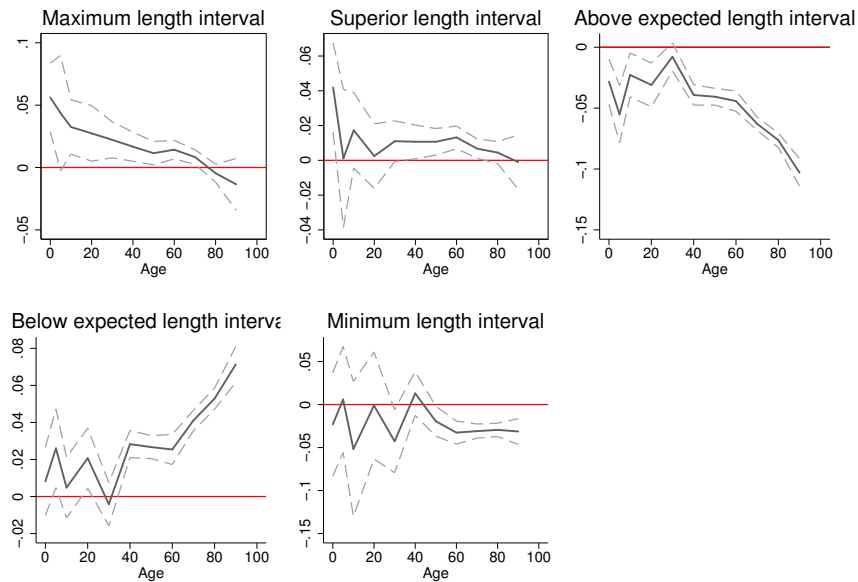 Maximum length interval
.1
.05
0
-.05
0 20 40 60 80 100
Age
Superior length interval
.06
.04
.02
0
-.02
-.04
0 20 40 60 80 100
Age
Above expected length interval
0
-.05
-.1
-.15
0 20 40 60 80 100
Age
Below expected length interva
.08
.06
.04
.02
0
-.02
0 20 40 60 80 100
Age
Minimum length interval
.05
0
-.05
-.1
-.15
0 20 40 60 80 100
Age